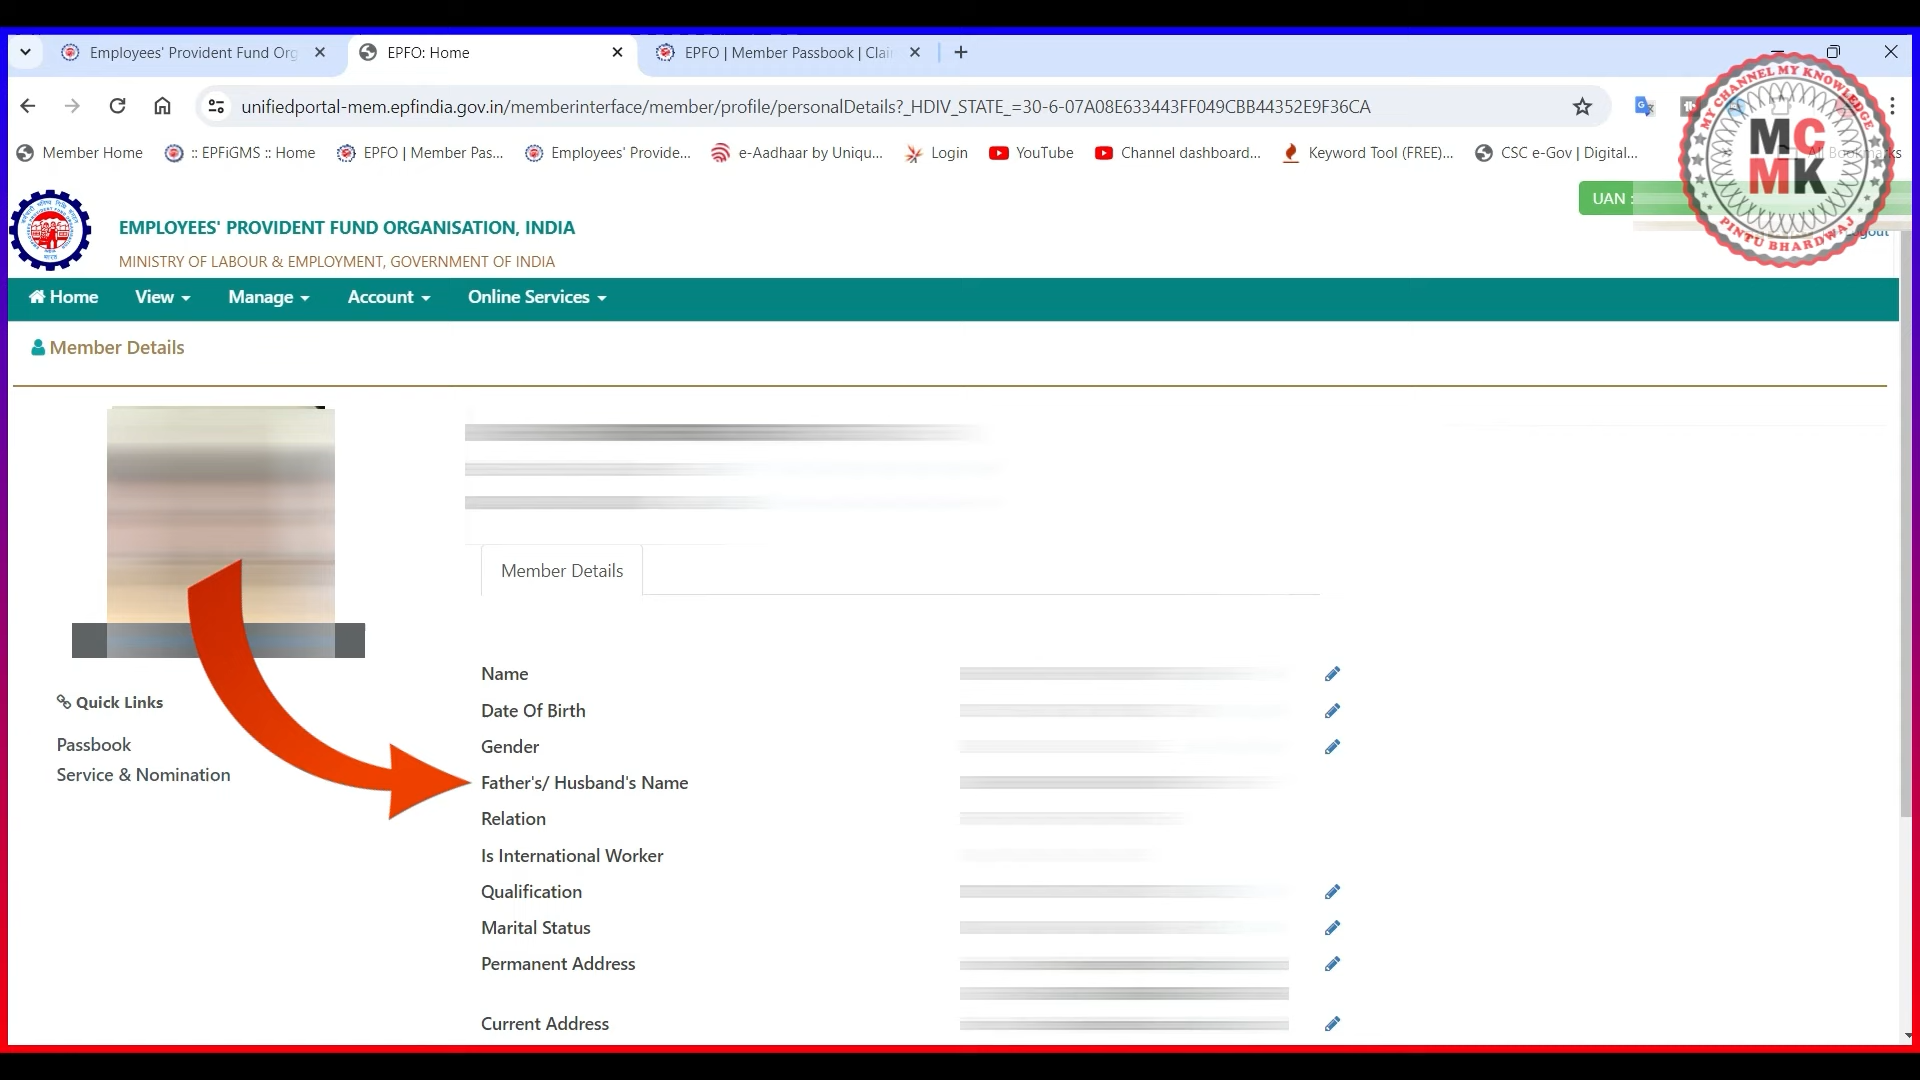 Employees' Provident Fund Org
EPFO: Home
EPFO | Member Passbook | Clai
unifiedportal-mem.epfindia.gov.in/memberinterface/member/profile/personalDetails?_HDIV_STATE_=30-6-07A08E633443FF049CBB44352E9F36CA
Member Home
:: EPFiGMS :: Home
EPFO | Member Pas...
Employees' Provide...
e-Aadhaar by Uniqu...
Login
YouTube
Channel dashboard...
Keyword Tool (FREE)...
CSC e-Gov | Digital...
All Bookmarks
MY CHANNEL MY KNOWLEDGE
MC
MK
PINTU BHARDWAJ
UAN :
EMPLOYEES' PROVIDENT FUND ORGANISATION, INDIA
MINISTRY OF LABOUR & EMPLOYMENT, GOVERNMENT OF INDIA
Home
View
Manage
Account
Online Services
Member Details
Member Details
Quick Links
Passbook
Service & Nomination
Name
Date Of Birth
Gender
Father's/ Husband's Name
Relation
Is International Worker
Qualification
Marital Status
Permanent Address
Current Address